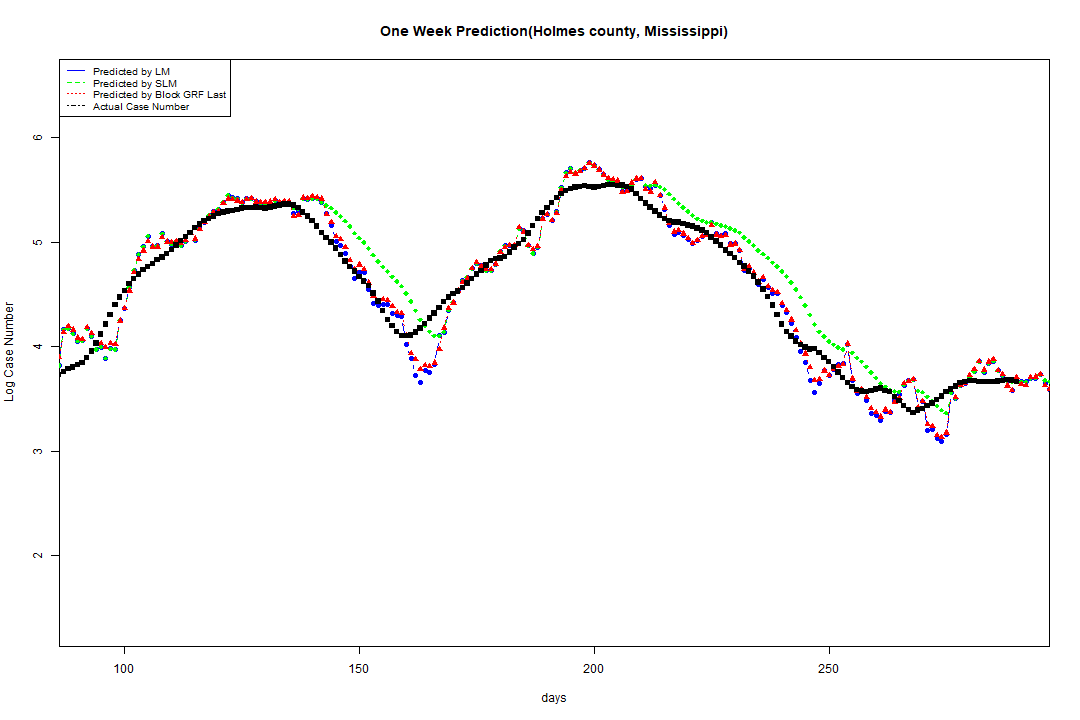 One Week Prediction(Holmes county, Mississippi)
Predicted by LM
Predicted by SLM
Predicted by Block GRF Last
Actual Case Number
6
5
4
3
2
Log Case Number
100
150
200
250
days